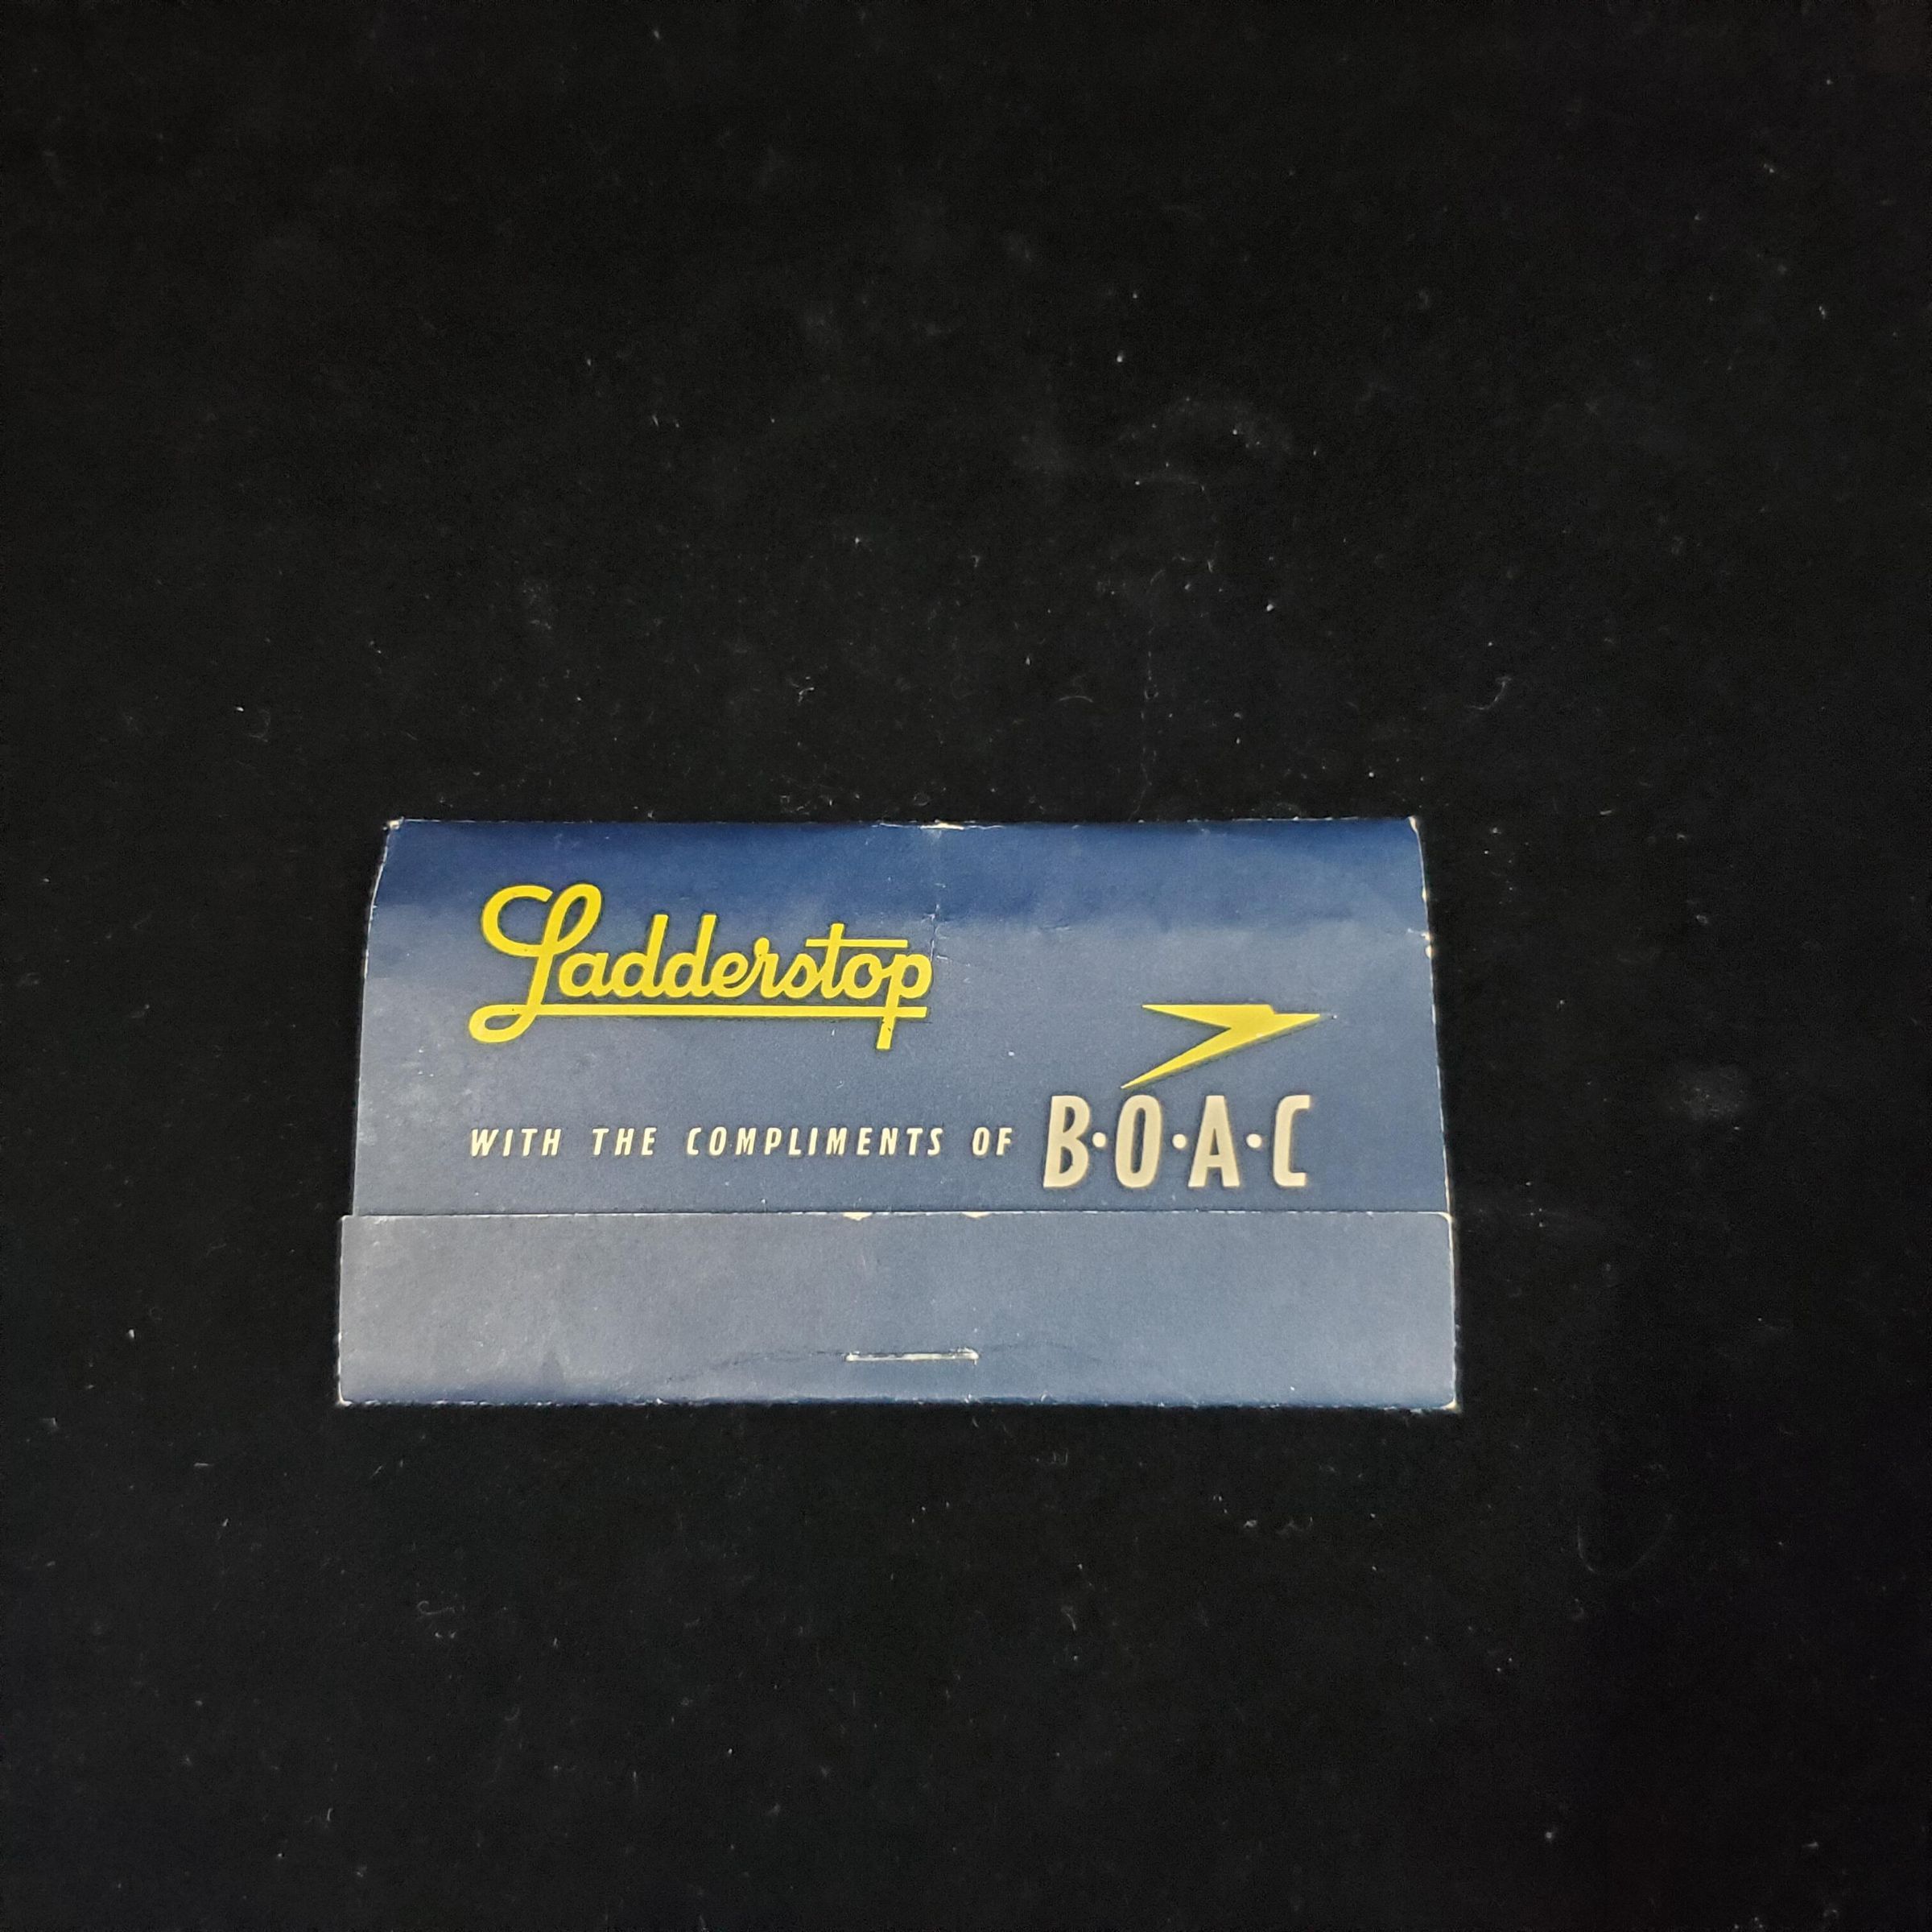 Ladderstop
WITH THE COMPLIMENTS OF B·O·A·C